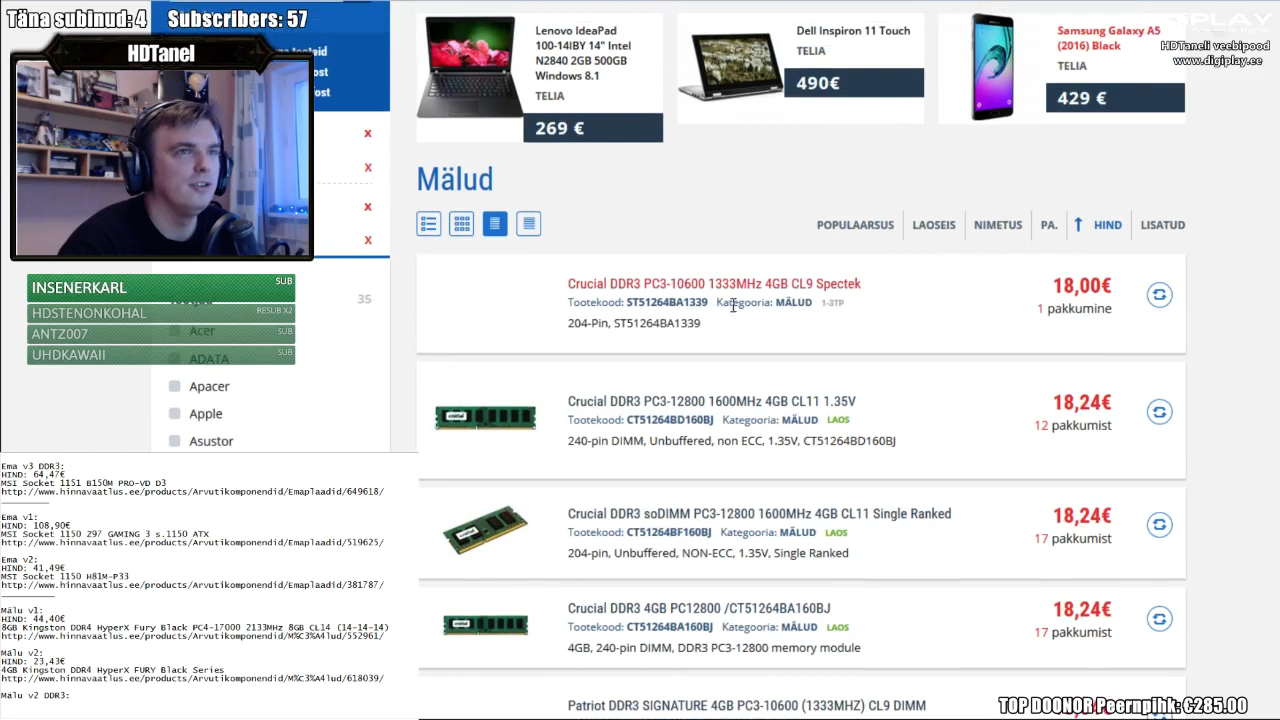 Täna subinud: 4
Subscribers: 57
HDTanel
INSENERKARL SUB
HDSTENONKOHAL RESUB X2
ANTZ007 SUB
UHDKAWAII SUB
ost
ost
x
x
x
x
35
Acer
ADATA
Apacer
Apple
Asustor
Ema v3 DDR3:
HIND: 64,47€
MSI Socket 1151 B150M PRO-VD D3
http://www.hinnavaatlus.ee/products/Arvutikomponendid/Emaplaadid/649618/
Ema v1:
HIND: 108,90€
MSI Socket 1150 Z97 GAMING 3 s.1150 ATX
http://www.hinnavaatlus.ee/products/Arvutikomponendid/Emaplaadid/519625/
Ema v2:
HIND: 41,49€
MSI Socket 1150 H81M-P33
http://www.hinnavaatlus.ee/products/Arvutikomponendid/Emaplaadid/381787/
Mälu v1:
HIND: 44,40€
8GB Kingston DDR4 HyperX Fury Black PC4-17000 2133MHz 8GB CL14 (14-14-14)
http://www.hinnavaatlus.ee/products/Arvutikomponendid/M%C3%A4lud/552961/
Mälu v2:
HIND: 23,43€
4GB Kingston DDR4 HyperX FURY Black Series
http://www.hinnavaatlus.ee/products/Arvutikomponendid/M%C3%A4lud/618039/
Mälu v2 DDR3:
Lenovo IdeaPad
100-14IBY 14" Intel
N2840 2GB 500GB
Windows 8.1
TELIA
269 €
Dell Inspiron 11 Touch
TELIA
490€
Samsung Galaxy A5
(2016) Black
TELIA
429 €
HDTaneli veebipood
www.digiplay.ee
Mälud
POPULAARSUS LAOSEIS NIMETUS PA. HIND LISATUD
Crucial DDR3 PC3-10600 1333MHz 4GB CL9 Spectek
Tootekood: ST51264BA1339 Kategooria: MÄLUD 1-3TP
204-Pin, ST51264BA1339
18,00€
1 pakkumine
Crucial DDR3 PC3-12800 1600MHz 4GB CL11 1.35V
Tootekood: CT51264BD160BJ Kategooria: MÄLUD LAOS
240-pin DIMM, Unbuffered, non ECC, 1.35V, CT51264BD160BJ
18,24€
12 pakkumist
Crucial DDR3 soDIMM PC3-12800 1600MHz 4GB CL11 Single Ranked
Tootekood: CT51264BF160BJ Kategooria: MÄLUD LAOS
204-pin, Unbuffered, NON-ECC, 1.35V, Single Ranked
18,24€
17 pakkumist
Crucial DDR3 4GB PC12800 /CT51264BA160BJ
Tootekood: CT51264BA160BJ Kategooria: MÄLUD LAOS
4GB, 240-pin DIMM, DDR3 PC3-12800 memory module
18,24€
17 pakkumist
Patriot DDR3 SIGNATURE 4GB PC3-10600 (1333MHZ) CL9 DIMM
TOP DOONOR Peernpihk: €285.00